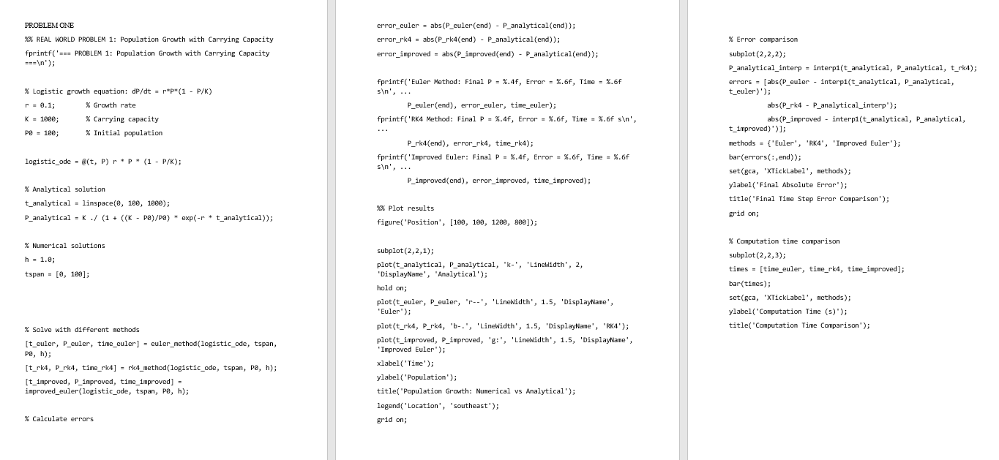 PROBLEM ONE
%% REAL WORLD PROBLEM 1: Population Growth with Carrying Capacity
fprintf('=== PROBLEM 1: Population Growth with Carrying Capacity
===\n');
% Logistic growth equation: dP/dt = r*P*(1 - P/K)
r = 0.1;        % Growth rate
K = 1000;       % Carrying capacity
P0 = 100;       % Initial population
logistic_ode = @(t, P) r * P * (1 - P/K);
% Analytical solution
t_analytical = linspace(0, 100, 1000);
P_analytical = K ./ (1 + ((K - P0)/P0) * exp(-r * t_analytical));
% Numerical solutions
h = 1.0;
tspan = [0, 100];
% Solve with different methods
[t_euler, P_euler, time_euler] = euler_method(logistic_ode, tspan,
P0, h);
[t_rk4, P_rk4, time_rk4] = rk4_method(logistic_ode, tspan, P0, h);
[t_improved, P_improved, time_improved] =
improved_euler(logistic_ode, tspan, P0, h);
% Calculate errors
error_euler = abs(P_euler(end) - P_analytical(end));
error_rk4 = abs(P_rk4(end) - P_analytical(end));
error_improved = abs(P_improved(end) - P_analytical(end));
fprintf('Euler Method: Final P = %.4f, Error = %.6f, Time = %.6f
s\n', ...
        P_euler(end), error_euler, time_euler);
fprintf('RK4 Method: Final P = %.4f, Error = %.6f, Time = %.6f s\n',
...
        P_rk4(end), error_rk4, time_rk4);
fprintf('Improved Euler: Final P = %.4f, Error = %.6f, Time = %.6f
s\n', ...
        P_improved(end), error_improved, time_improved);
%% Plot results
figure('Position', [100, 100, 1200, 800]);
subplot(2,2,1);
plot(t_analytical, P_analytical, 'k-', 'LineWidth', 2,
'DisplayName', 'Analytical');
hold on;
plot(t_euler, P_euler, 'r--', 'LineWidth', 1.5, 'DisplayName',
'Euler');
plot(t_rk4, P_rk4, 'b-.', 'LineWidth', 1.5, 'DisplayName', 'RK4');
plot(t_improved, P_improved, 'g:', 'LineWidth', 1.5, 'DisplayName',
'Improved Euler');
xlabel('Time');
ylabel('Population');
title('Population Growth: Numerical vs Analytical');
legend('Location', 'southeast');
grid on;
% Error comparison
subplot(2,2,2);
P_analytical_interp = interp1(t_analytical, P_analytical, t_rk4);
errors = [abs(P_euler - interp1(t_analytical, P_analytical,
t_euler)');
          abs(P_rk4 - P_analytical_interp');
          abs(P_improved - interp1(t_analytical, P_analytical,
t_improved)')];
methods = {'Euler', 'RK4', 'Improved Euler'};
bar(errors(:,end));
set(gca, 'XTickLabel', methods);
ylabel('Final Absolute Error');
title('Final Time Step Error Comparison');
grid on;
% Computation time comparison
subplot(2,2,3);
times = [time_euler, time_rk4, time_improved];
bar(times);
set(gca, 'XTickLabel', methods);
ylabel('Computation Time (s)');
title('Computation Time Comparison');